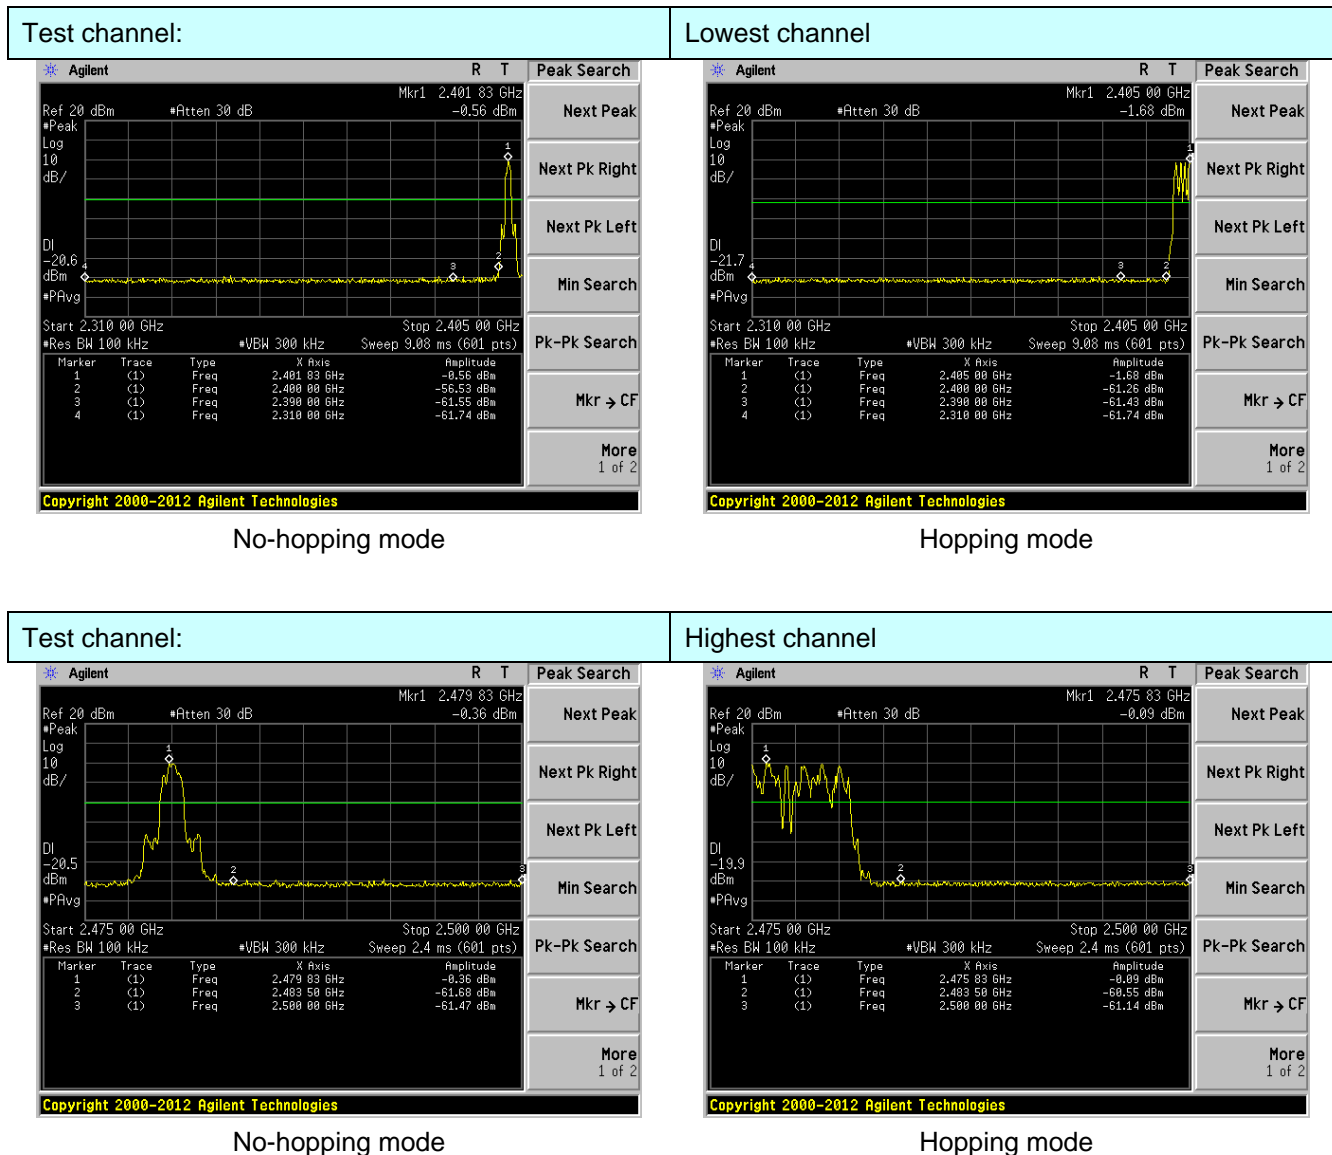 Test channel: Lowest channel
Agilent R T Peak Search
Mkr1 2.401 83 GHz
Ref 20 dBm #Atten 30 dB -0.56 dBm
#Peak
Log
10
dB/
1
DI
-20.6
dBm
#PAvg
4
3
2
Start 2.310 00 GHz Stop 2.405 00 GHz
#Res BW 100 kHz #VBW 300 kHz Sweep 9.08 ms (601 pts)
Marker Trace Type X Axis Amplitude
1 (1) Freq 2.401 83 GHz -0.56 dBm
2 (1) Freq 2.400 00 GHz -56.53 dBm
3 (1) Freq 2.390 00 GHz -61.55 dBm
4 (1) Freq 2.310 00 GHz -61.74 dBm
Next Peak
Next Pk Right
Next Pk Left
Min Search
Pk-Pk Search
Mkr → CF
More
1 of 2
Copyright 2000-2012 Agilent Technologies
No-hopping mode
Agilent R T Peak Search
Mkr1 2.405 00 GHz
Ref 20 dBm #Atten 30 dB -1.68 dBm
#Peak
Log
10
dB/
1
DI
-21.7
dBm
#PAvg
4
3
2
Start 2.310 00 GHz Stop 2.405 00 GHz
#Res BW 100 kHz #VBW 300 kHz Sweep 9.08 ms (601 pts)
Marker Trace Type X Axis Amplitude
1 (1) Freq 2.405 00 GHz -1.68 dBm
2 (1) Freq 2.400 00 GHz -61.26 dBm
3 (1) Freq 2.390 00 GHz -61.43 dBm
4 (1) Freq 2.310 00 GHz -61.74 dBm
Next Peak
Next Pk Right
Next Pk Left
Min Search
Pk-Pk Search
Mkr → CF
More
1 of 2
Copyright 2000-2012 Agilent Technologies
Hopping mode
Test channel: Highest channel
Agilent R T Peak Search
Mkr1 2.479 83 GHz
Ref 20 dBm #Atten 30 dB -0.36 dBm
#Peak
Log
10
dB/
1
DI
-20.5
dBm
#PAvg
2
3
Start 2.475 00 GHz Stop 2.500 00 GHz
#Res BW 100 kHz #VBW 300 kHz Sweep 2.4 ms (601 pts)
Marker Trace Type X Axis Amplitude
1 (1) Freq 2.479 83 GHz -0.36 dBm
2 (1) Freq 2.483 50 GHz -61.68 dBm
3 (1) Freq 2.500 00 GHz -61.47 dBm
Next Peak
Next Pk Right
Next Pk Left
Min Search
Pk-Pk Search
Mkr → CF
More
1 of 2
Copyright 2000-2012 Agilent Technologies
No-hopping mode
Agilent R T Peak Search
Mkr1 2.475 83 GHz
Ref 20 dBm #Atten 30 dB -0.09 dBm
#Peak
Log
10
dB/
1
DI
-19.9
dBm
#PAvg
2
3
Start 2.475 00 GHz Stop 2.500 00 GHz
#Res BW 100 kHz #VBW 300 kHz Sweep 2.4 ms (601 pts)
Marker Trace Type X Axis Amplitude
1 (1) Freq 2.475 83 GHz -0.09 dBm
2 (1) Freq 2.483 50 GHz -60.55 dBm
3 (1) Freq 2.500 00 GHz -61.14 dBm
Next Peak
Next Pk Right
Next Pk Left
Min Search
Pk-Pk Search
Mkr → CF
More
1 of 2
Copyright 2000-2012 Agilent Technologies
Hopping mode